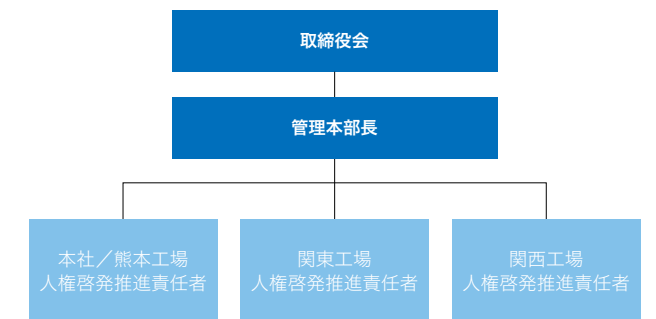 取締役会
管理本部長
本社／熊本工場
人権啓発推進責任者
関東工場
人権啓発推進責任者
関西工場
人権啓発推進責任者